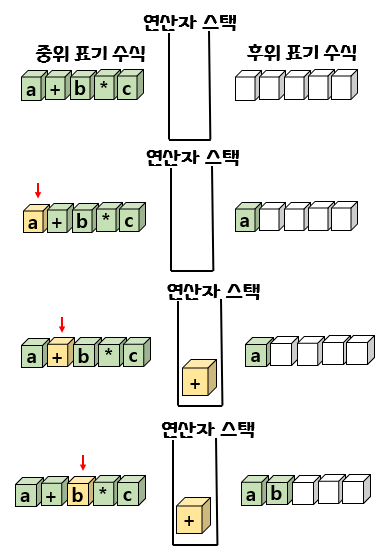 연산자 스택
중위 표기 수식
후위 표기 수식
a + b * c
연산자 스택
a + b * c
a
연산자 스택
a + b * c
+
a
연산자 스택
a + b * c
+
a b